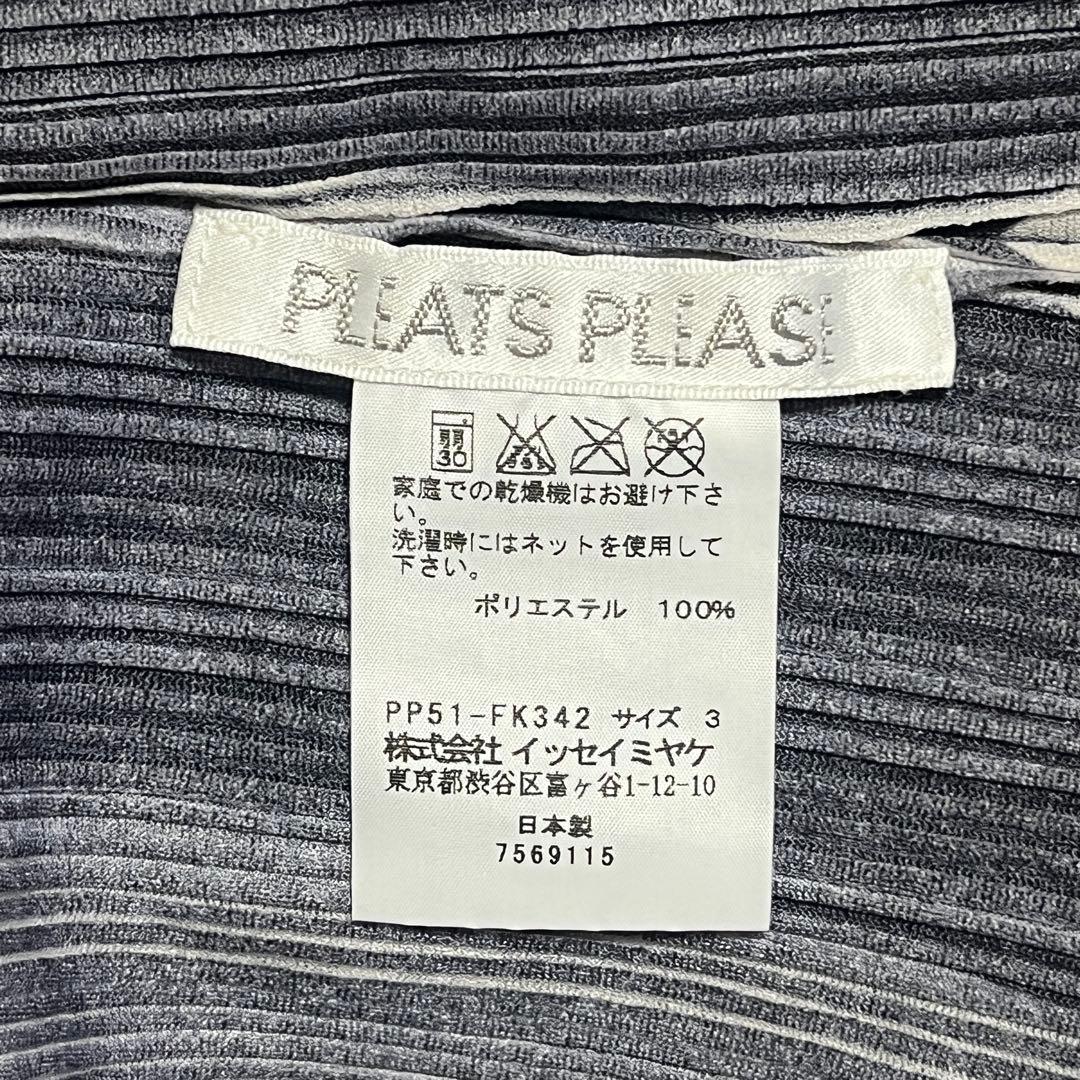 PLEATS PLEASE
弱
30
家庭での乾燥機はお避け下さ
い。
洗濯時にはネットを使用して
下さい。
ポリエステル 100%
PP51-FK342 サイズ 3
株式会社 イッセイミヤケ
東京都渋谷区富ヶ谷1-12-10
日本製
7569115